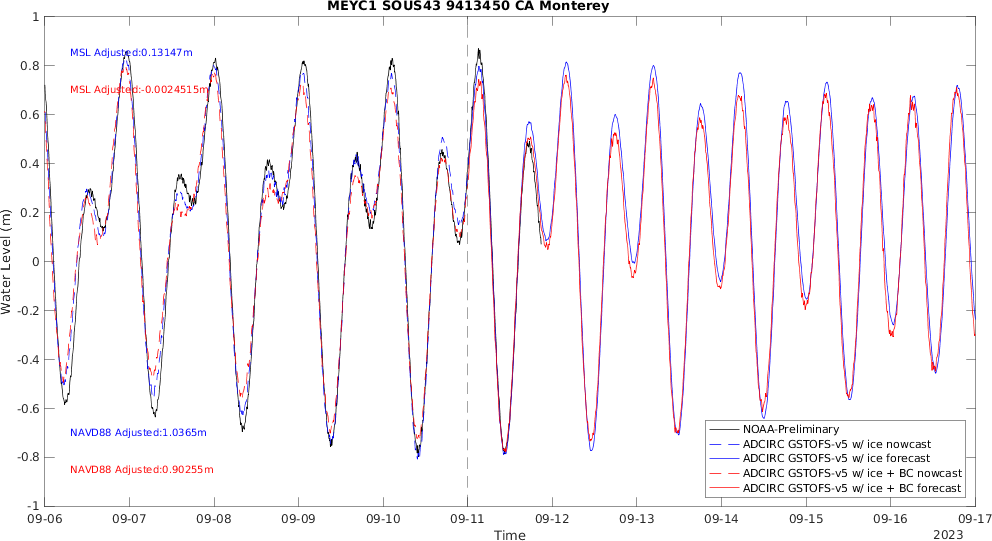 MEYC1 SOUS43 9413450 CA Monterey
MSL Adjusted:0.13147m
MSL Adjusted:-0.0024515m
NAVD88 Adjusted:1.0365m
NAVD88 Adjusted:0.90255m
Water Level (m)
1
0.8
0.6
0.4
0.2
0
-0.2
-0.4
-0.6
-0.8
-1
NOAA-Preliminary
ADCIRC GSTOFS-v5 w/ ice nowcast
ADCIRC GSTOFS-v5 w/ ice forecast
ADCIRC GSTOFS-v5 w/ ice + BC nowcast
ADCIRC GSTOFS-v5 w/ ice + BC forecast
09-06 09-07 09-08 09-09 09-10 09-11 09-12 09-13 09-14 09-15 09-16 09-17
Time
2023